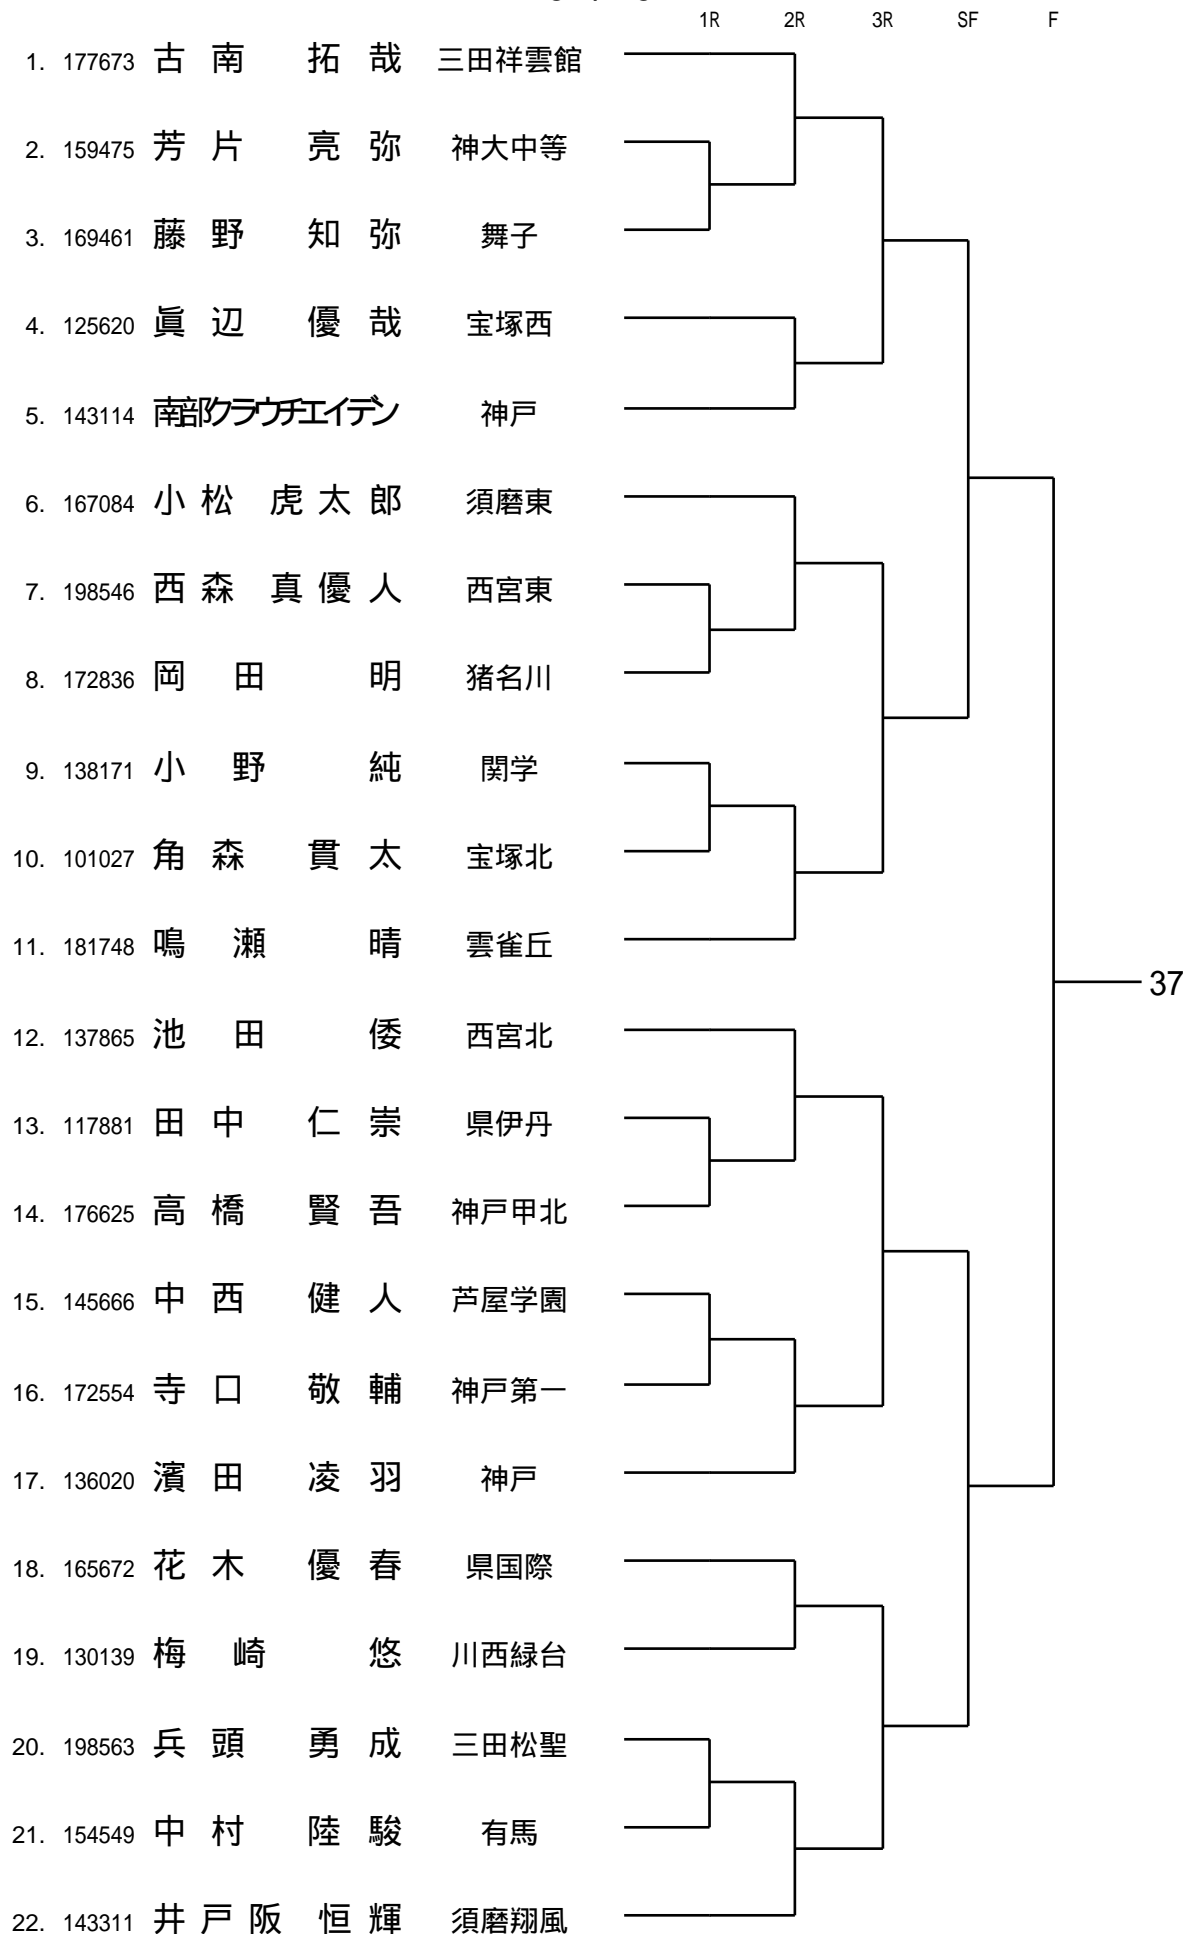 1R 2R 3R SF F
1. 177673 古南 拓哉 三田祥雲館
2. 159475 芳片 亮弥 神大中等
3. 169461 藤野 知弥 舞子
4. 125620 眞辺 優哉 宝塚西
5. 143114 南部クラウチエイデン 神戸
6. 167084 小松 虎太郎 須磨東
7. 198546 西森 真優人 西宮東
8. 172836 岡田 明 猪名川
9. 138171 小野 純 関学
10. 101027 角森 貫太 宝塚北
11. 181748 鳴瀬 晴 雲雀丘
37
12. 137865 池田 倭 西宮北
13. 117881 田中 仁崇 県伊丹
14. 176625 高橋 賢吾 神戸甲北
15. 145666 中西 健人 芦屋学園
16. 172554 寺口 敬輔 神戸第一
17. 136020 濱田 凌羽 神戸
18. 165672 花木 優春 県国際
19. 130139 梅崎 悠 川西緑台
20. 198563 兵頭 勇成 三田松聖
21. 154549 中村 陸駿 有馬
22. 143311 井戸阪 恒輝 須磨翔風